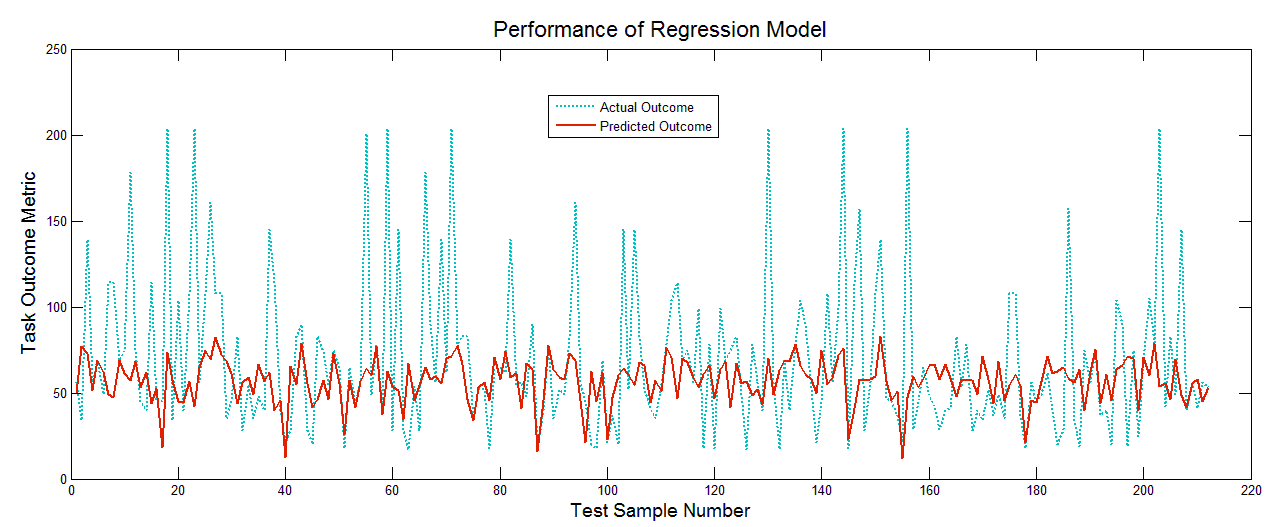 Performance of Regression Model
250
200
150
100
50
0
Task Outcome Metric
Actual Outcome
Predicted Outcome
0 20 40 60 80 100 120 140 160 180 200 220
Test Sample Number